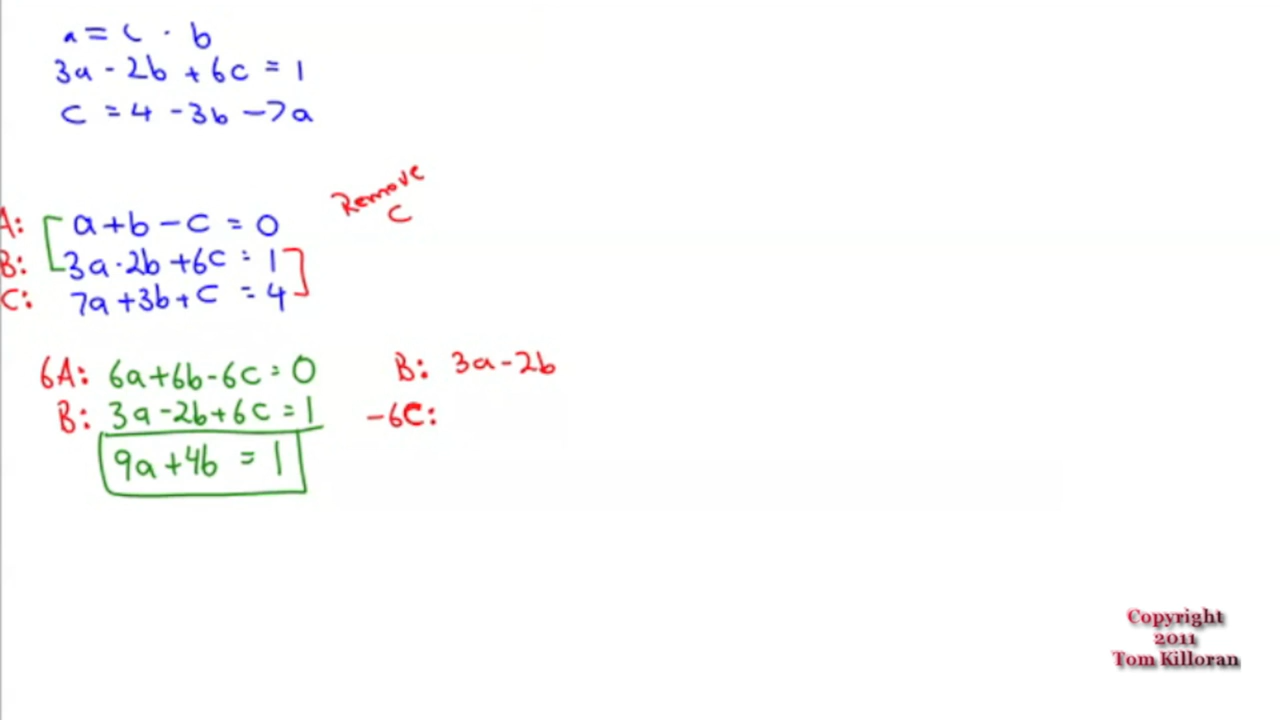 a = c - b
3a - 2b + 6c = 1
c = 4 - 3b - 7a
Remove
c
A: a + b - c = 0
B: 3a - 2b + 6c = 1
C: 7a + 3b + c = 4
6A: 6a + 6b - 6c = 0
B: 3a - 2b + 6c = 1
9a + 4b = 1
B: 3a - 2b
-6C:
Copyright
2011
Tom Killoran